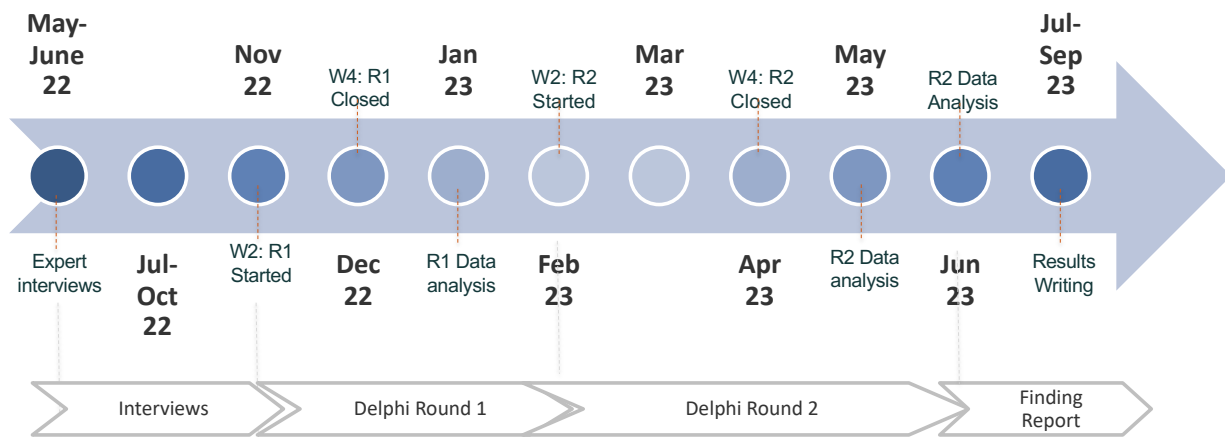 May-
June
22
Nov
22
W4: R1
Closed
Jan
23
W2: R2
Started
Mar
23
W4: R2
Closed
May
23
R2 Data
Analysis
Jul-
Sep
23
Expert
interviews
Jul-
Oct
22
W2: R1
Started
Dec
22
R1 Data
analysis
Feb
23
Apr
23
R2 Data
analysis
Jun
23
Results
Writing
Interviews
Delphi Round 1
Delphi Round 2
Finding
Report